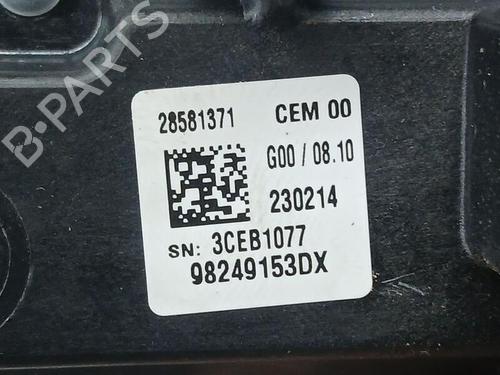 B-PARTS
28581371 CEM 00
G00 / 08.10
230214
SN: 3CEB1077
98249153DX